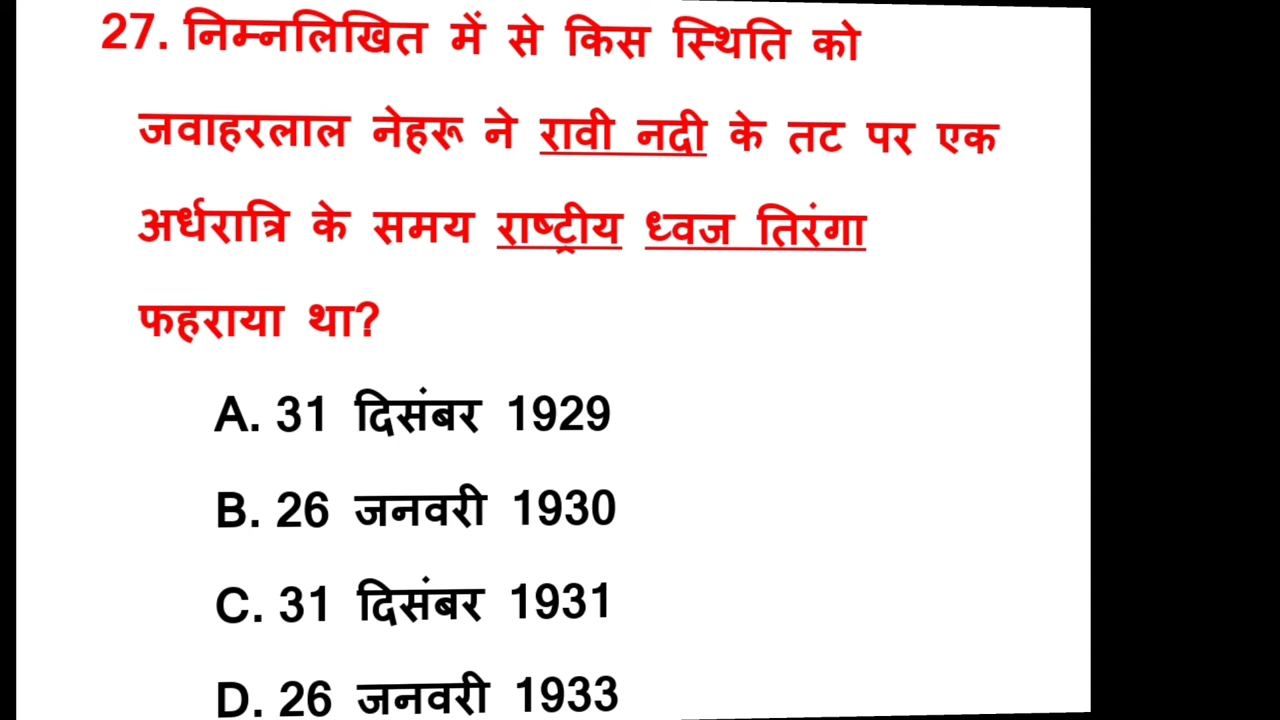 27. निम्नलिखित में से किस स्थिति को
जवाहरलाल नेहरू ने रावी नदी के तट पर एक
अर्धरात्रि के समय राष्ट्रीय ध्वज तिरंगा
फहराया था?
A. 31 दिसंबर 1929
B. 26 जनवरी 1930
C. 31 दिसंबर 1931
D. 26 जनवरी 1933